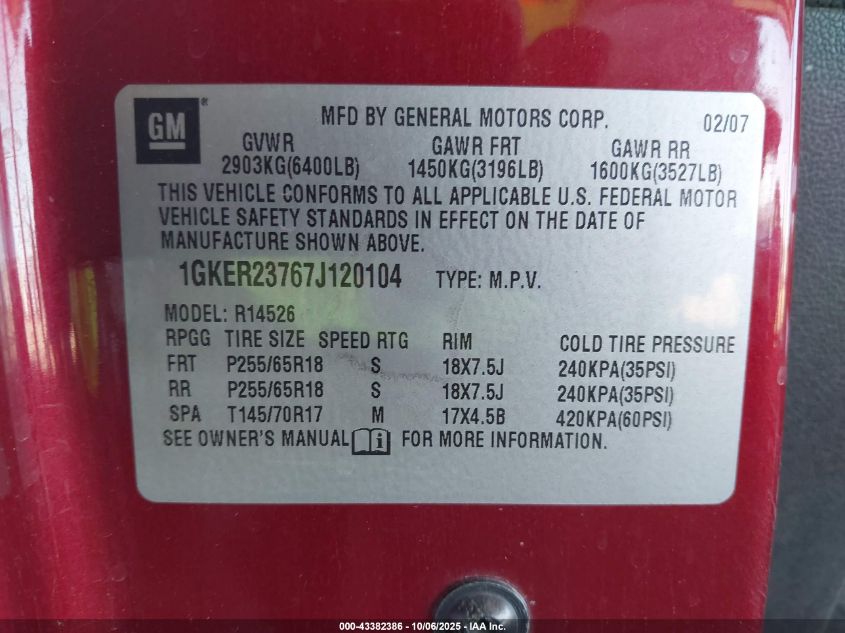 GM® MFD BY GENERAL MOTORS CORP. 02/07
GVWR GAWR FRT GAWR RR
2903KG(6400LB) 1450KG(3196LB) 1600KG(3527LB)
THIS VEHICLE CONFORMS TO ALL APPLICABLE U.S. FEDERAL MOTOR
VEHICLE SAFETY STANDARDS IN EFFECT ON THE DATE OF
MANUFACTURE SHOWN ABOVE.
1GKER23767J120104 TYPE: M.P.V.
MODEL: R14526
RPGG TIRE SIZE SPEED RTG RIM COLD TIRE PRESSURE
FRT P255/65R18 S 18X7.5J 240KPA(35PSI)
RR P255/65R18 S 18X7.5J 240KPA(35PSI)
SPA T145/70R17 M 17X4.5B 420KPA(60PSI)
SEE OWNER'S MANUAL i FOR MORE INFORMATION.
000-43382386 - 10/06/2025 - IAA Inc.